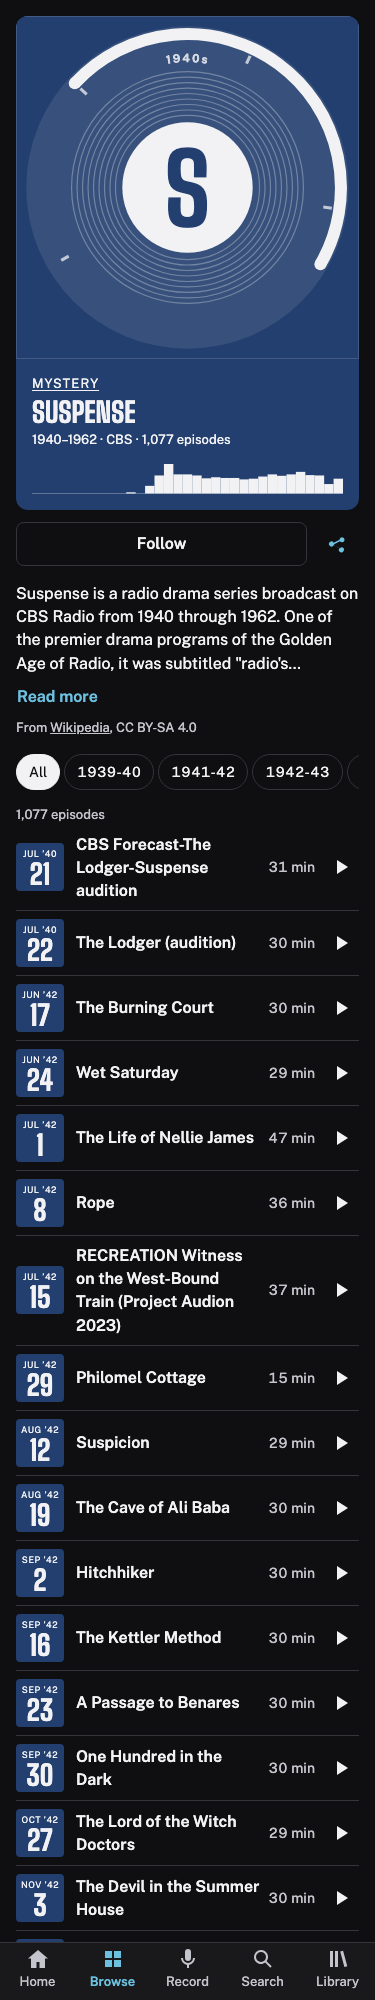 1940s
S
MYSTERY
SUSPENSE
1940–1962 · CBS · 1,077 episodes
Follow
Suspense is a radio drama series broadcast on
CBS Radio from 1940 through 1962. One of
the premier drama programs of the Golden
Age of Radio, it was subtitled "radio's...
Read more
From Wikipedia, CC BY-SA 4.0
All 1939-40 1941-42 1942-43
1,077 episodes
JUL '40
21
CBS Forecast-The
Lodger-Suspense
audition
31 min
JUL '40
22
The Lodger (audition)
30 min
JUN '42
17
The Burning Court
30 min
JUN '42
24
Wet Saturday
29 min
JUL '42
1
The Life of Nellie James
47 min
JUL '42
8
Rope
36 min
JUL '42
15
RECREATION Witness
on the West-Bound
Train (Project Audion
2023)
37 min
JUL '42
29
Philomel Cottage
15 min
AUG '42
12
Suspicion
29 min
AUG '42
19
The Cave of Ali Baba
30 min
SEP '42
2
Hitchhiker
30 min
SEP '42
16
The Kettler Method
30 min
SEP '42
23
A Passage to Benares
30 min
SEP '42
30
One Hundred in the
Dark
30 min
OCT '42
27
The Lord of the Witch
Doctors
29 min
NOV '42
3
The Devil in the Summer
House
30 min
Home Browse Record Search Library